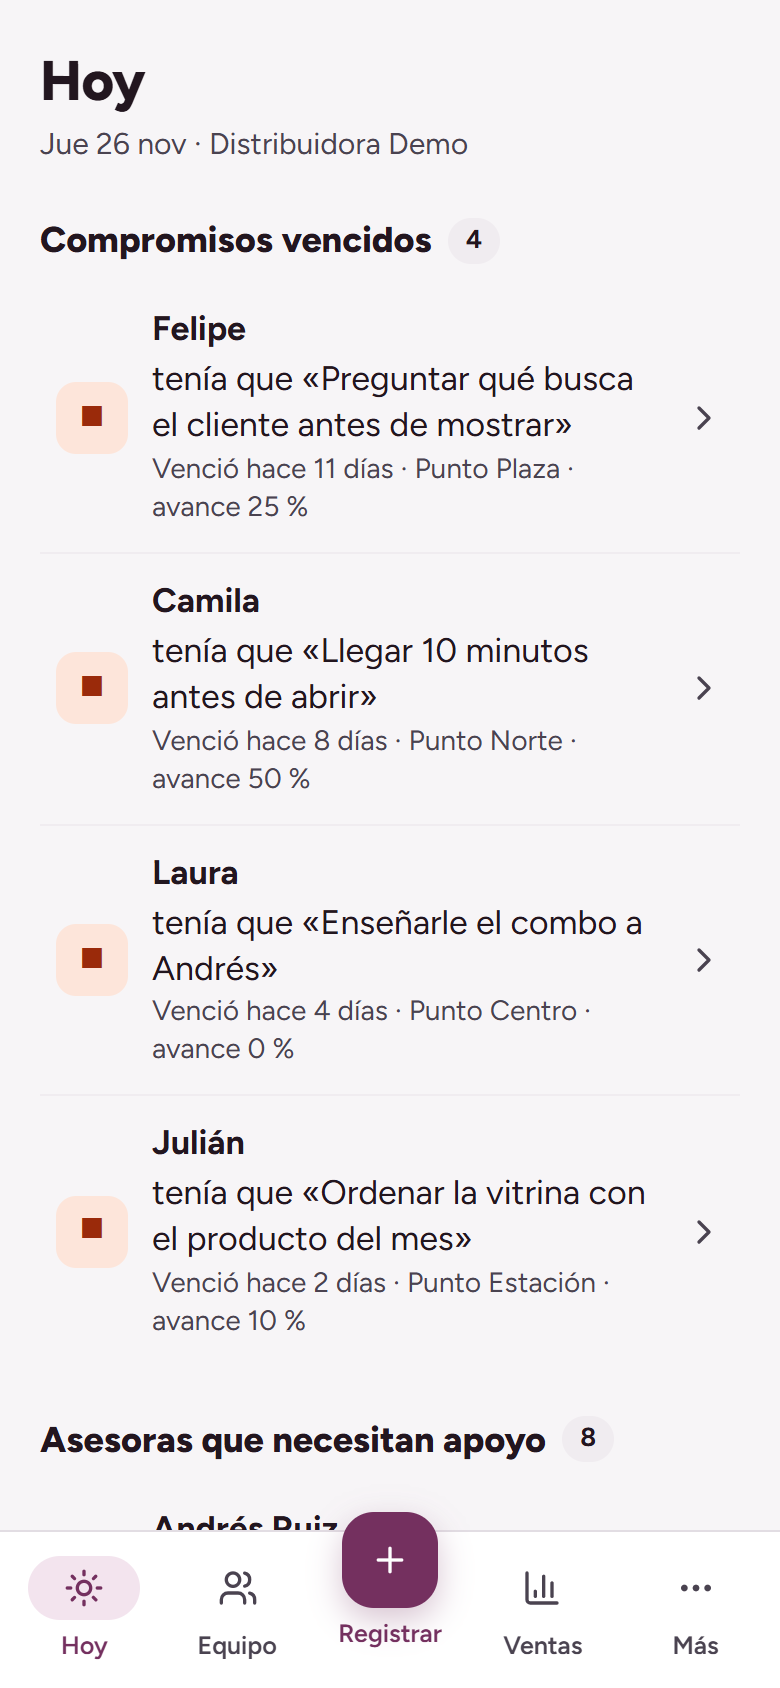 Hoy
Jue 26 nov · Distribuidora Demo
Compromisos vencidos 4
Felipe
tenía que «Preguntar qué busca
el cliente antes de mostrar»
Venció hace 11 días · Punto Plaza ·
avance 25 %
Camila
tenía que «Llegar 10 minutos
antes de abrir»
Venció hace 8 días · Punto Norte ·
avance 50 %
Laura
tenía que «Enseñarle el combo a
Andrés»
Venció hace 4 días · Punto Centro ·
avance 0 %
Julián
tenía que «Ordenar la vitrina con
el producto del mes»
Venció hace 2 días · Punto Estación ·
avance 10 %
Asesoras que necesitan apoyo 8
Andrés Ruiz
Hoy
Equipo
Registrar
Ventas
Más